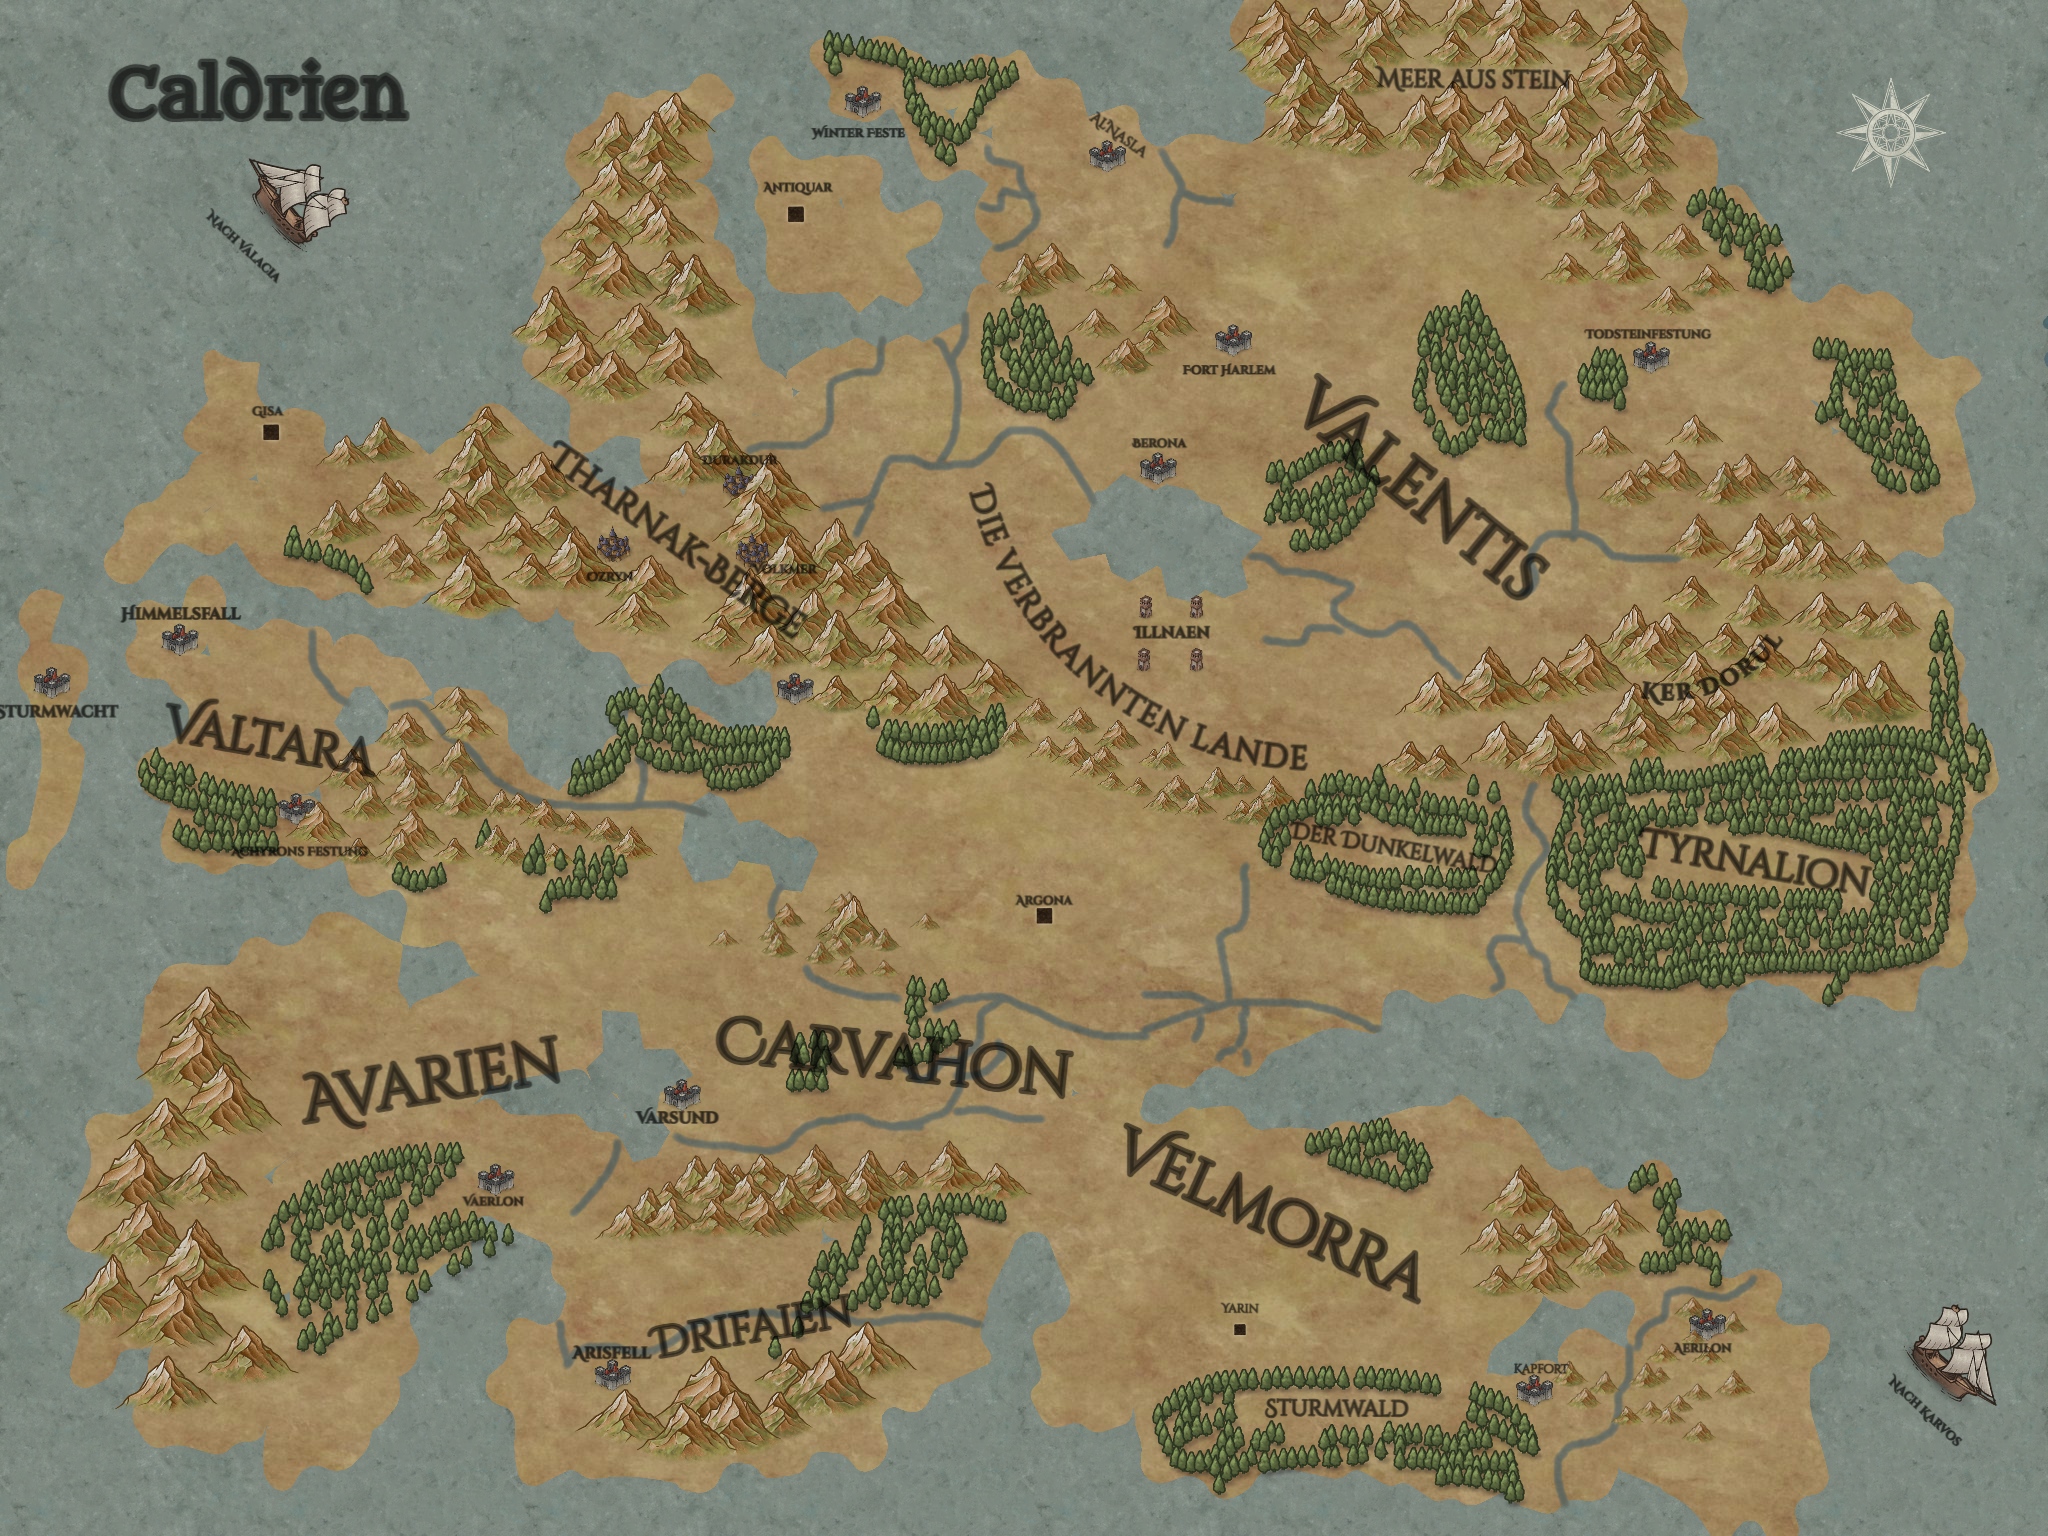 Caldrien
Nach Valacia
Meer aus Stein
Winter Feste
Al'Nasla
Antiquar
Todsteinfestung
Fort Harlem
Gisa
Berona
Valentis
Durakdur
Tharnak-Berge
Ozryn
Volkmer
Die verbrannten Lande
Illnaen
Himmelsfall
Sturmwacht
Valtara
Ker Dorul
Achyrons Festung
Der Dunkelwald
Tyrnalion
Argona
Avarien
Carvahon
Varsund
Vaerlon
Velmorra
Drifaien
Arisfell
Yarin
Sturmwald
Kapfort
Aerilon
Nach Karvos